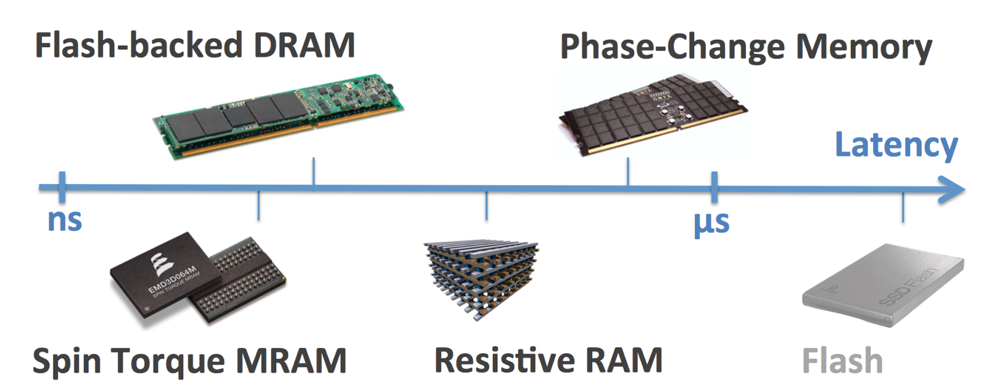 Flash-backed DRAM
Phase-Change Memory
Latency
ns
µs
EMD3D064M
SPIN TORQUE MRAM
SSD Flash
Spin Torque MRAM
Resistive RAM
Flash